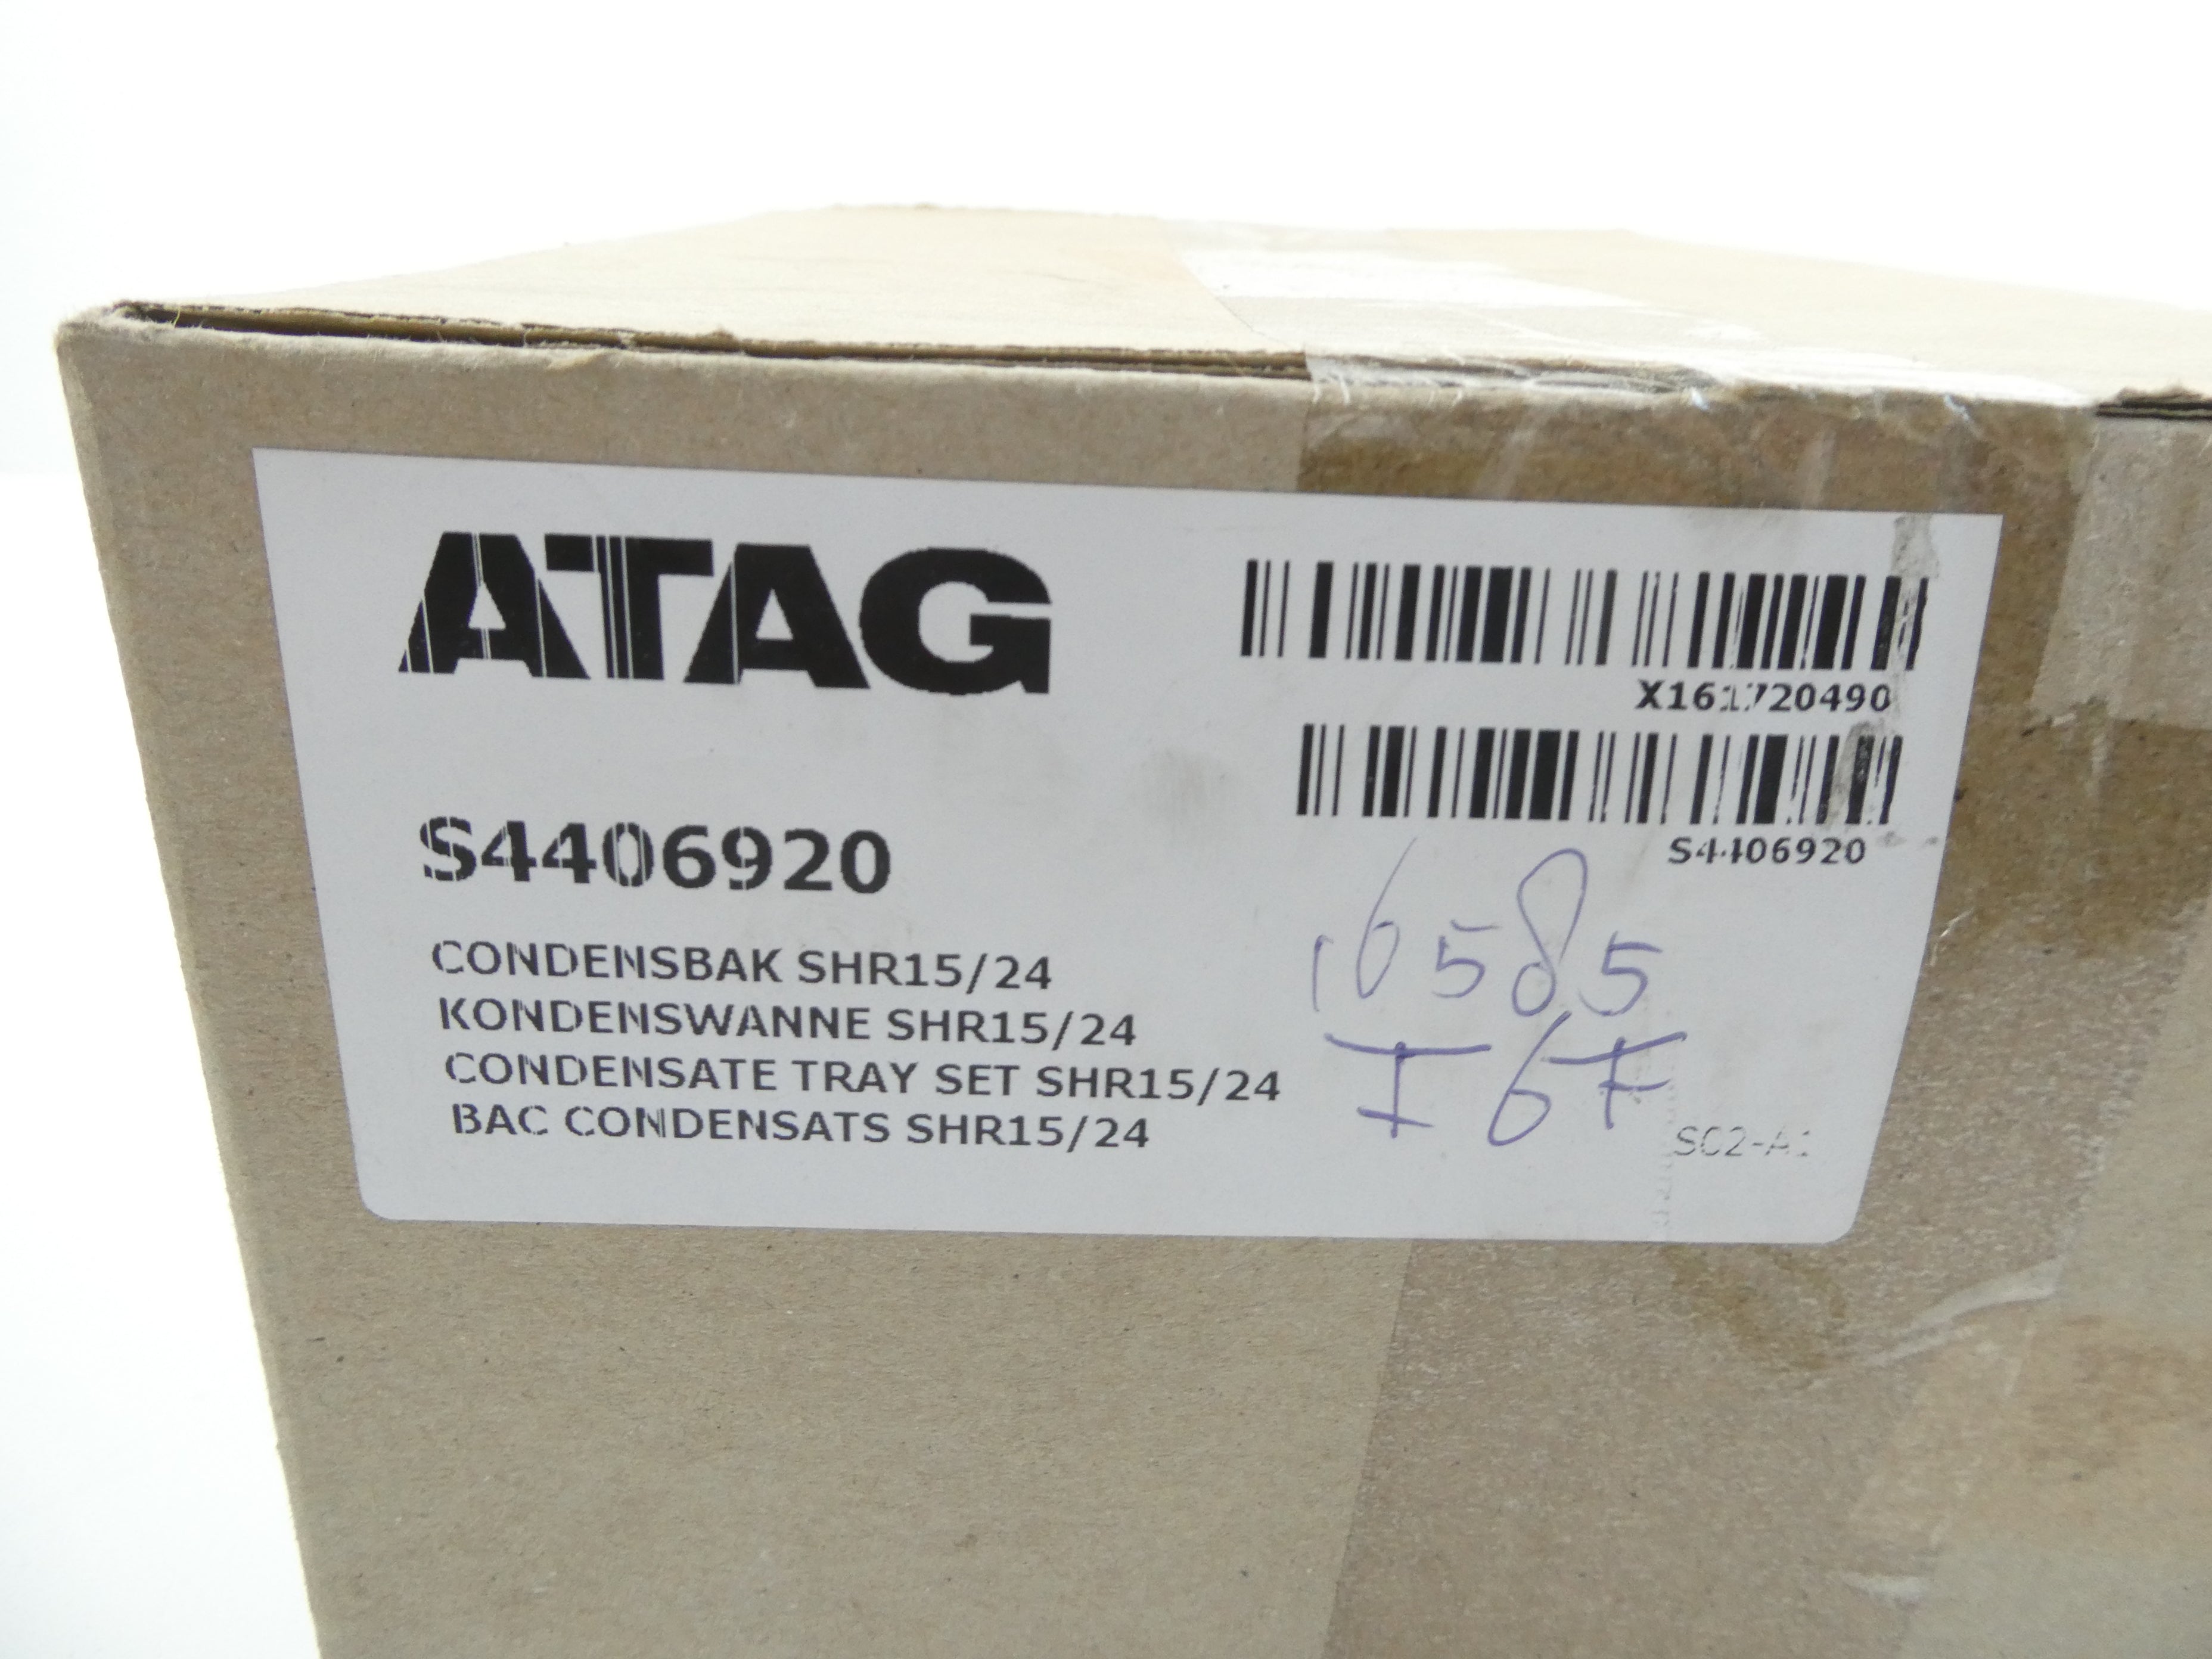 ATAG
X161720490
S4406920
S4406920
CONDENSBAK SHR15/24
KONDENSWANNE SHR15/24
CONDENSATE TRAY SET SHR15/24
BAC CONDENSATS SHR15/24
16585
I6F